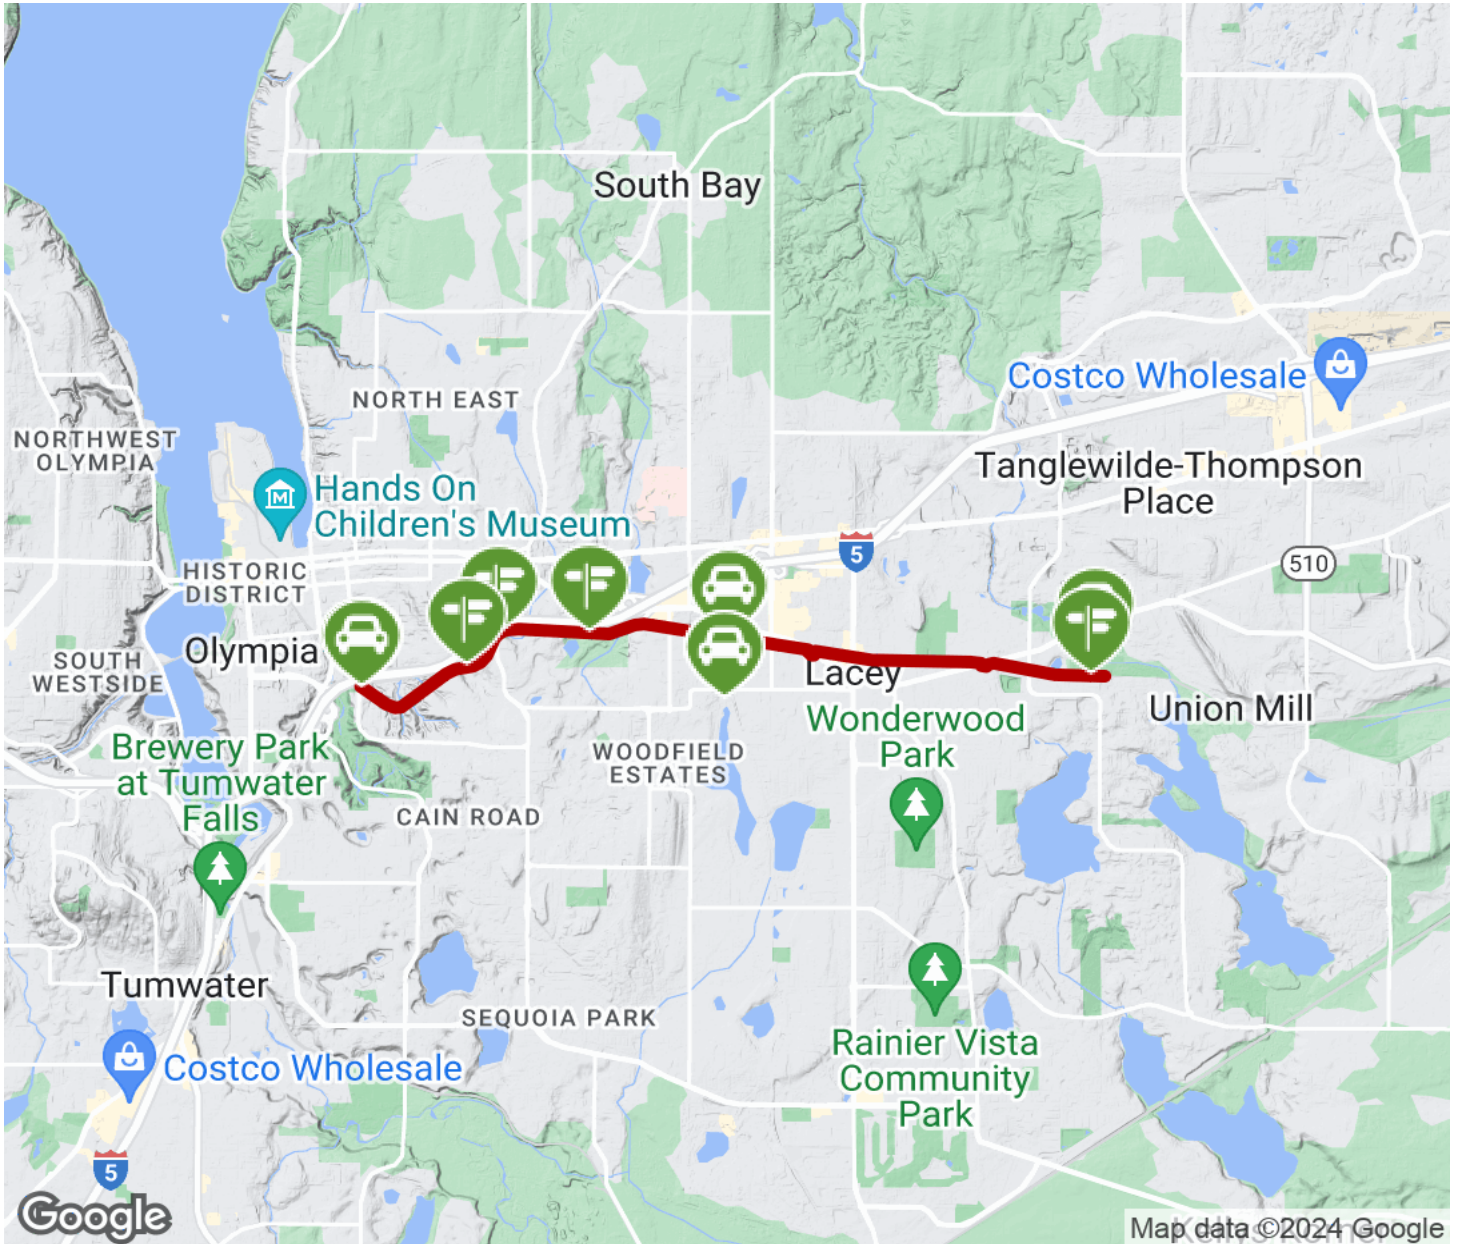 South Bay
Costco Wholesale
NORTH EAST
NORTHWEST
OLYMPIA
Tanglewilde-Thompson
Place
Hands On
Children's Museum
M
5
510
HISTORIC
DISTRICT
Olympia
SOUTH
WESTSIDE
Lacey
Union Mill
Wonderwood
Park
Brewery Park
at Tumwater
Falls
WOODFIELD
ESTATES
CAIN ROAD
Tumwater
SEQUOIA PARK
Rainier Vista
Community
Park
Costco Wholesale
5
Google
Kellys Korner
Map data ©2024 Google